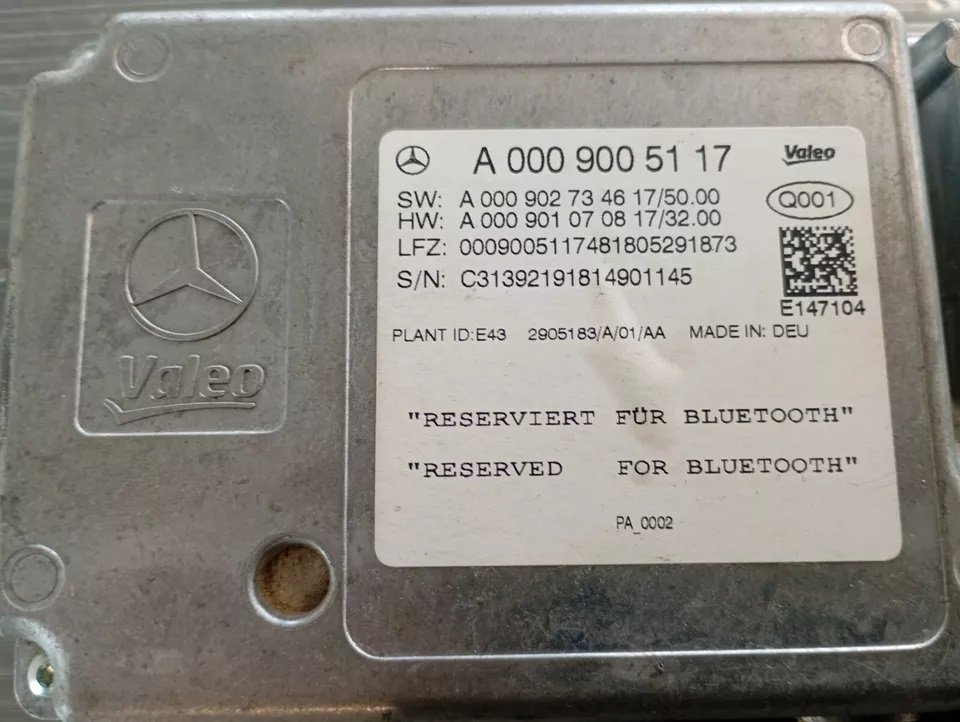 A 000 900 51 17
Valeo
SW: A 000 902 73 46 17/50.00
HW: A 000 901 07 08 17/32.00
Q001
LFZ: 0009005117481805291873
S/N: C31392191814901145
E147104
PLANT ID:E43 2905183/A/01/AA MADE IN: DEU
Valeo
"RESERVIERT FÜR BLUETOOTH"
"RESERVED FOR BLUETOOTH"
PA_0002